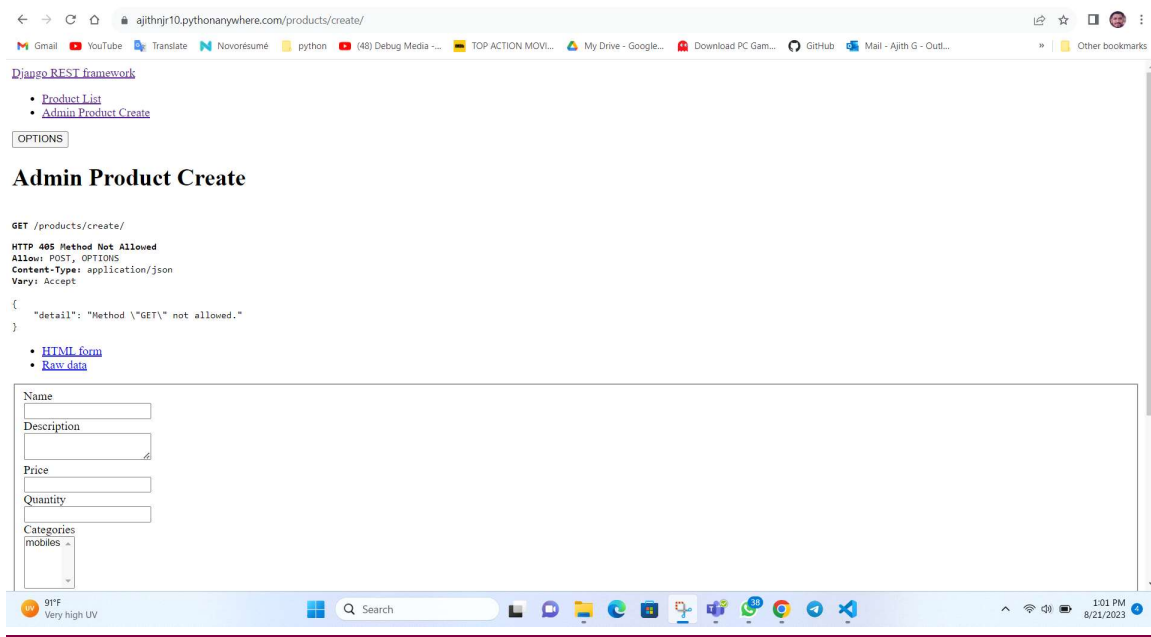 ajithnjr10.pythonanywhere.com/products/create/
Gmail YouTube Translate Novorésumé python (48) Debug Media -... TOP ACTION MOVI... My Drive - Google... Download PC Gam... GitHub Mail - Ajith G - Outl... » Other bookmarks
Django REST framework
Product List
Admin Product Create
OPTIONS
Admin Product Create
GET /products/create/
HTTP 405 Method Not Allowed
Allow: POST, OPTIONS
Content-Type: application/json
Vary: Accept
{
"detail": "Method \"GET\" not allowed."
}
HTML form
Raw data
Name
Description
Price
Quantity
Categories
mobiles
UV 91°F
Very high UV
Search
38
1:01 PM
8/21/2023
4